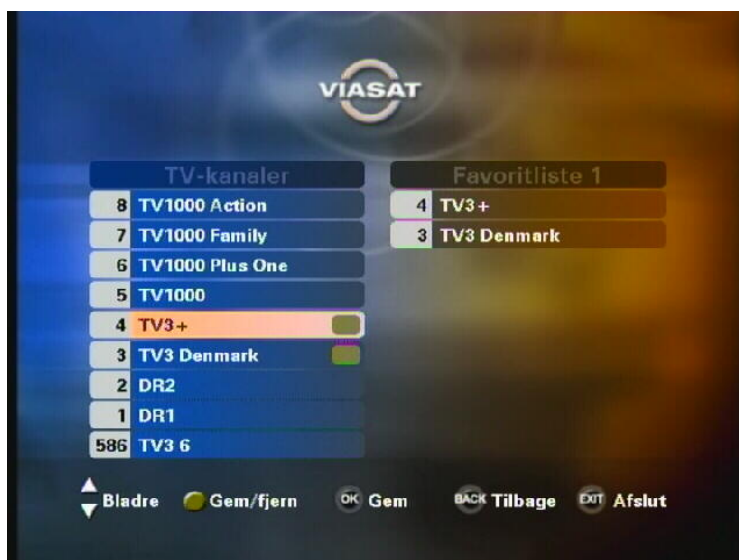 VIASAT
TV-kanaler
8 TV1000 Action
7 TV1000 Family
6 TV1000 Plus One
5 TV1000
4 TV3+
3 TV3 Denmark
2 DR2
1 DR1
586 TV3 6
Favoritliste 1
4 TV3+
3 TV3 Denmark
Bladre Gem/fjern OK Gem BACK Tilbage EXIT Afslut